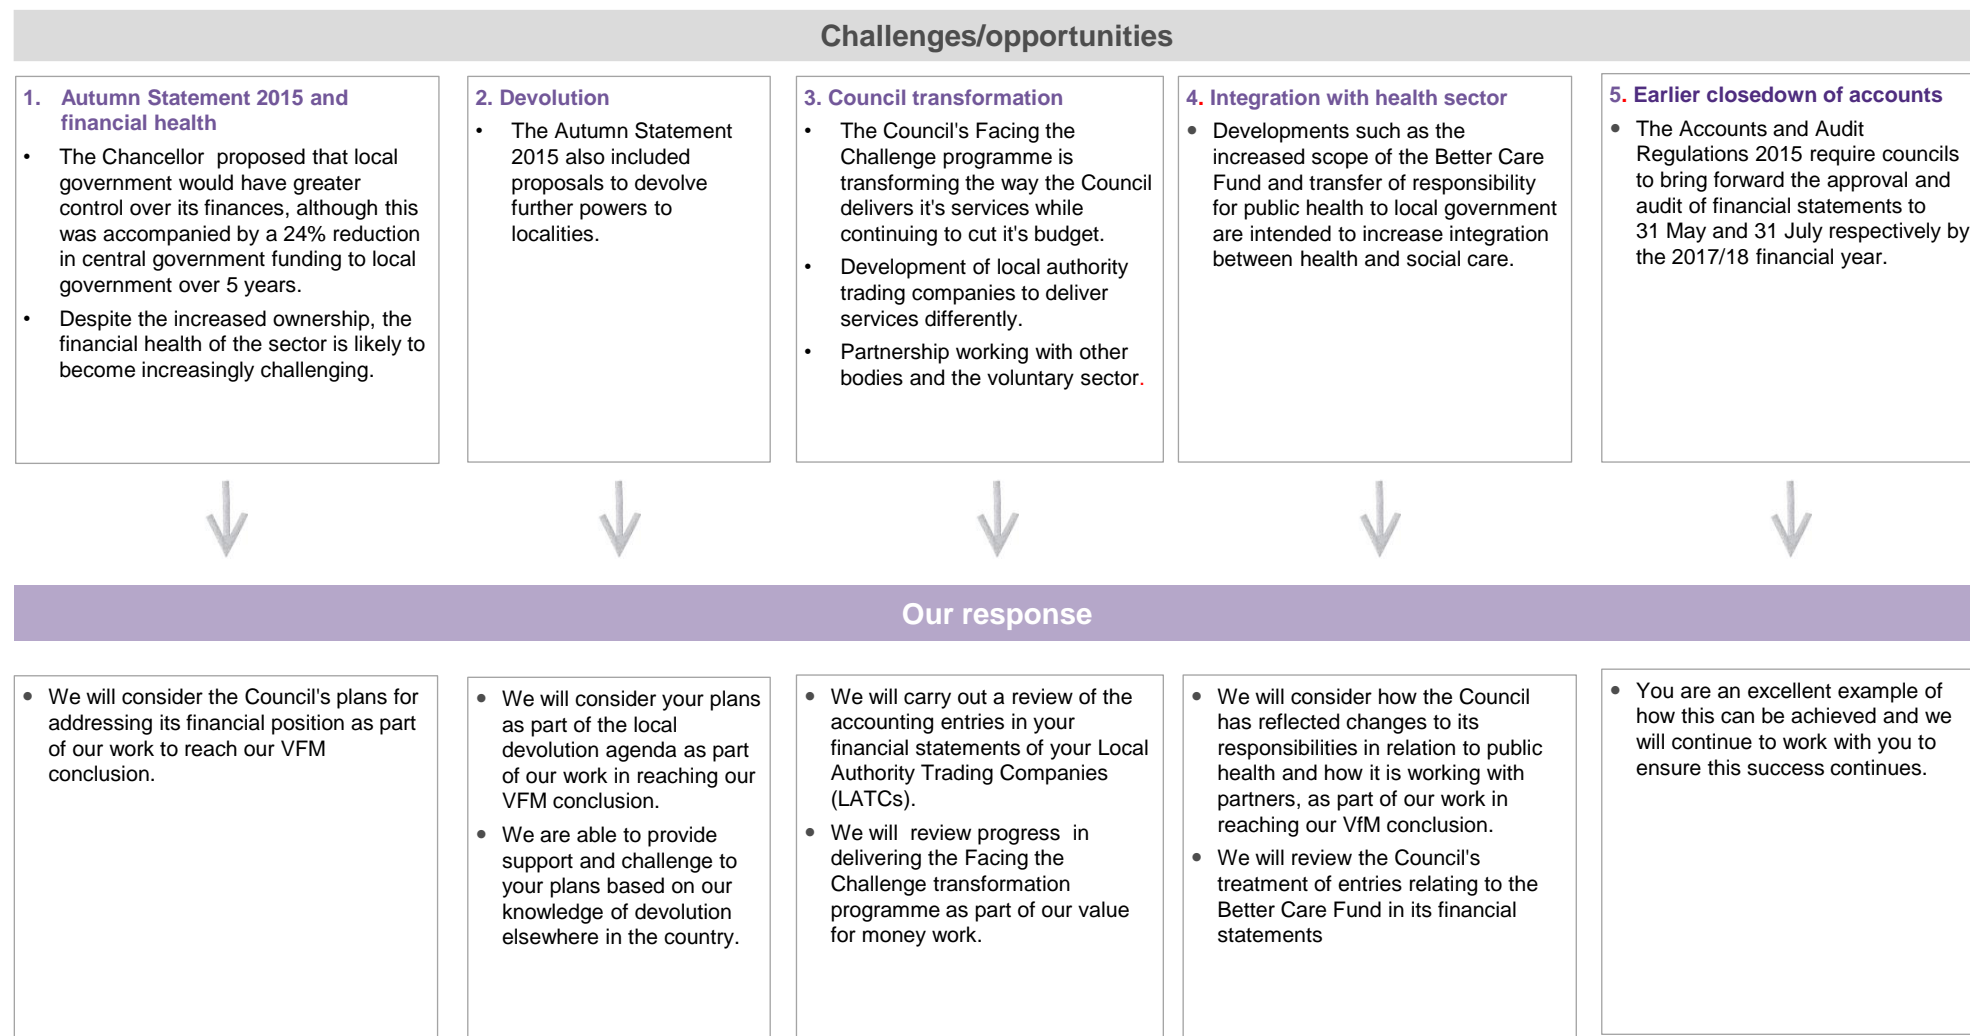 Challenges/opportunities
1. Autumn Statement 2015 and
financial health
• The Chancellor proposed that local
government would have greater
control over its finances, although this
was accompanied by a 24% reduction
in central government funding to local
government over 5 years.
• Despite the increased ownership, the
financial health of the sector is likely to
become increasingly challenging.
2. Devolution
• The Autumn Statement
2015 also included
proposals to devolve
further powers to
localities.
3. Council transformation
• The Council's Facing the
Challenge programme is
transforming the way the Council
delivers it's services while
continuing to cut it's budget.
• Development of local authority
trading companies to deliver
services differently.
• Partnership working with other
bodies and the voluntary sector.
4. Integration with health sector
• Developments such as the
increased scope of the Better Care
Fund and transfer of responsibility
for public health to local government
are intended to increase integration
between health and social care.
5. Earlier closedown of accounts
• The Accounts and Audit
Regulations 2015 require councils
to bring forward the approval and
audit of financial statements to
31 May and 31 July respectively by
the 2017/18 financial year.
Our response
• We will consider the Council's plans for
addressing its financial position as part
of our work to reach our VFM
conclusion.
• We will consider your plans
as part of the local
devolution agenda as part
of our work in reaching our
VFM conclusion.
• We are able to provide
support and challenge to
your plans based on our
knowledge of devolution
elsewhere in the country.
• We will carry out a review of the
accounting entries in your
financial statements of your Local
Authority Trading Companies
(LATCs).
• We will review progress in
delivering the Facing the
Challenge transformation
programme as part of our value
for money work.
• We will consider how the Council
has reflected changes to its
responsibilities in relation to public
health and how it is working with
partners, as part of our work in
reaching our VfM conclusion.
• We will review the Council's
treatment of entries relating to the
Better Care Fund in its financial
statements
• You are an excellent example of
how this can be achieved and we
will continue to work with you to
ensure this success continues.